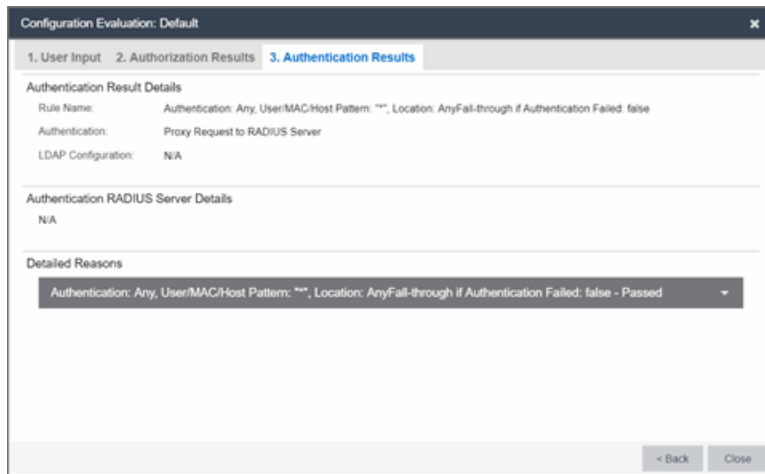 Configuration Evaluation: Default
1. User Input 2. Authorization Results 3. Authentication Results
Authentication Result Details
Rule Name: Authentication: Any, User/MAC/Host Pattern: "*", Location: AnyFall-through if Authentication Failed: false
Authentication: Proxy Request to RADIUS Server
LDAP Configuration: N/A
Authentication RADIUS Server Details
N/A
Detailed Reasons
Authentication: Any, User/MAC/Host Pattern: "*", Location: AnyFall-through if Authentication Failed: false - Passed
< Back Close